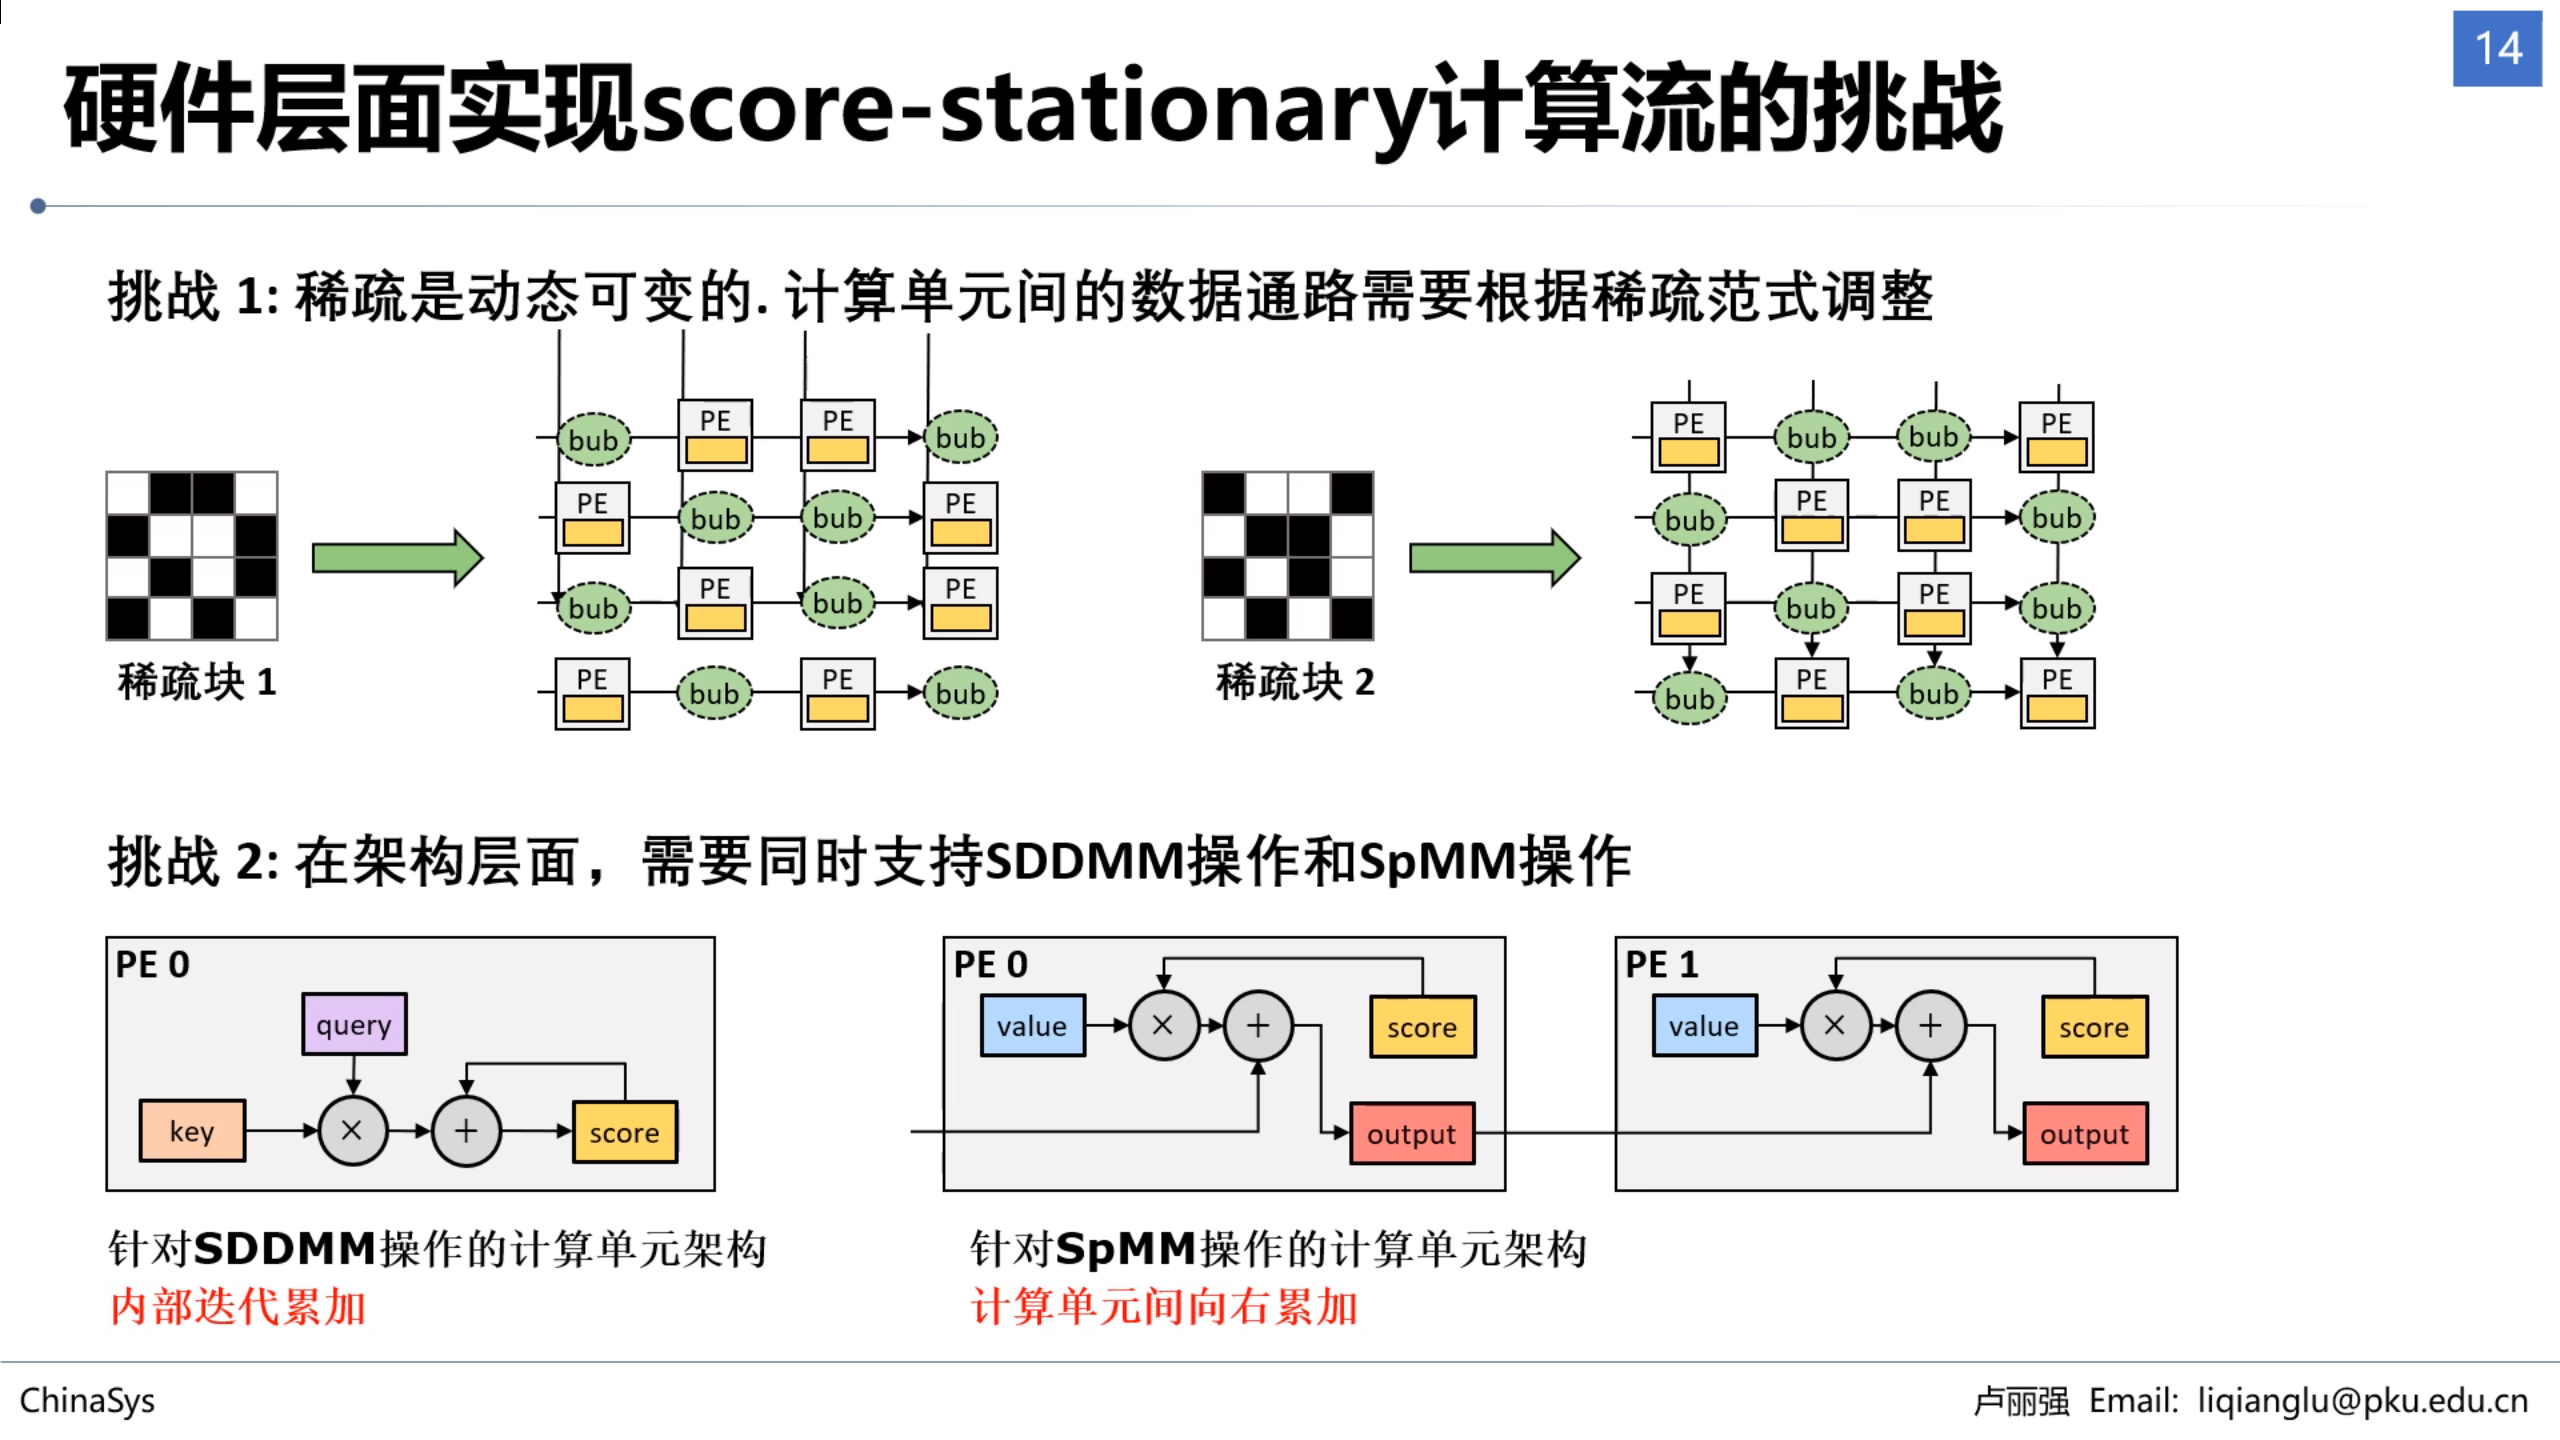 14
硬件层面实现score-stationary计算流的挑战
挑战 1: 稀疏是动态可变的. 计算单元间的数据通路需要根据稀疏范式调整
bub PE PE bub
PE bub bub PE
bub PE bub PE
PE bub PE bub
稀疏块 1
PE bub bub PE
bub PE PE bub
PE bub PE bub
bub PE bub PE
稀疏块 2
挑战 2: 在架构层面，需要同时支持SDDMM操作和SpMM操作
PE 0
query
key × + score
PE 0
value × + score
output
PE 1
value × + score
output
针对SDDMM操作的计算单元架构
内部迭代累加
针对SpMM操作的计算单元架构
计算单元间向右累加
ChinaSys
卢丽强 Email: liqianglu@pku.edu.cn